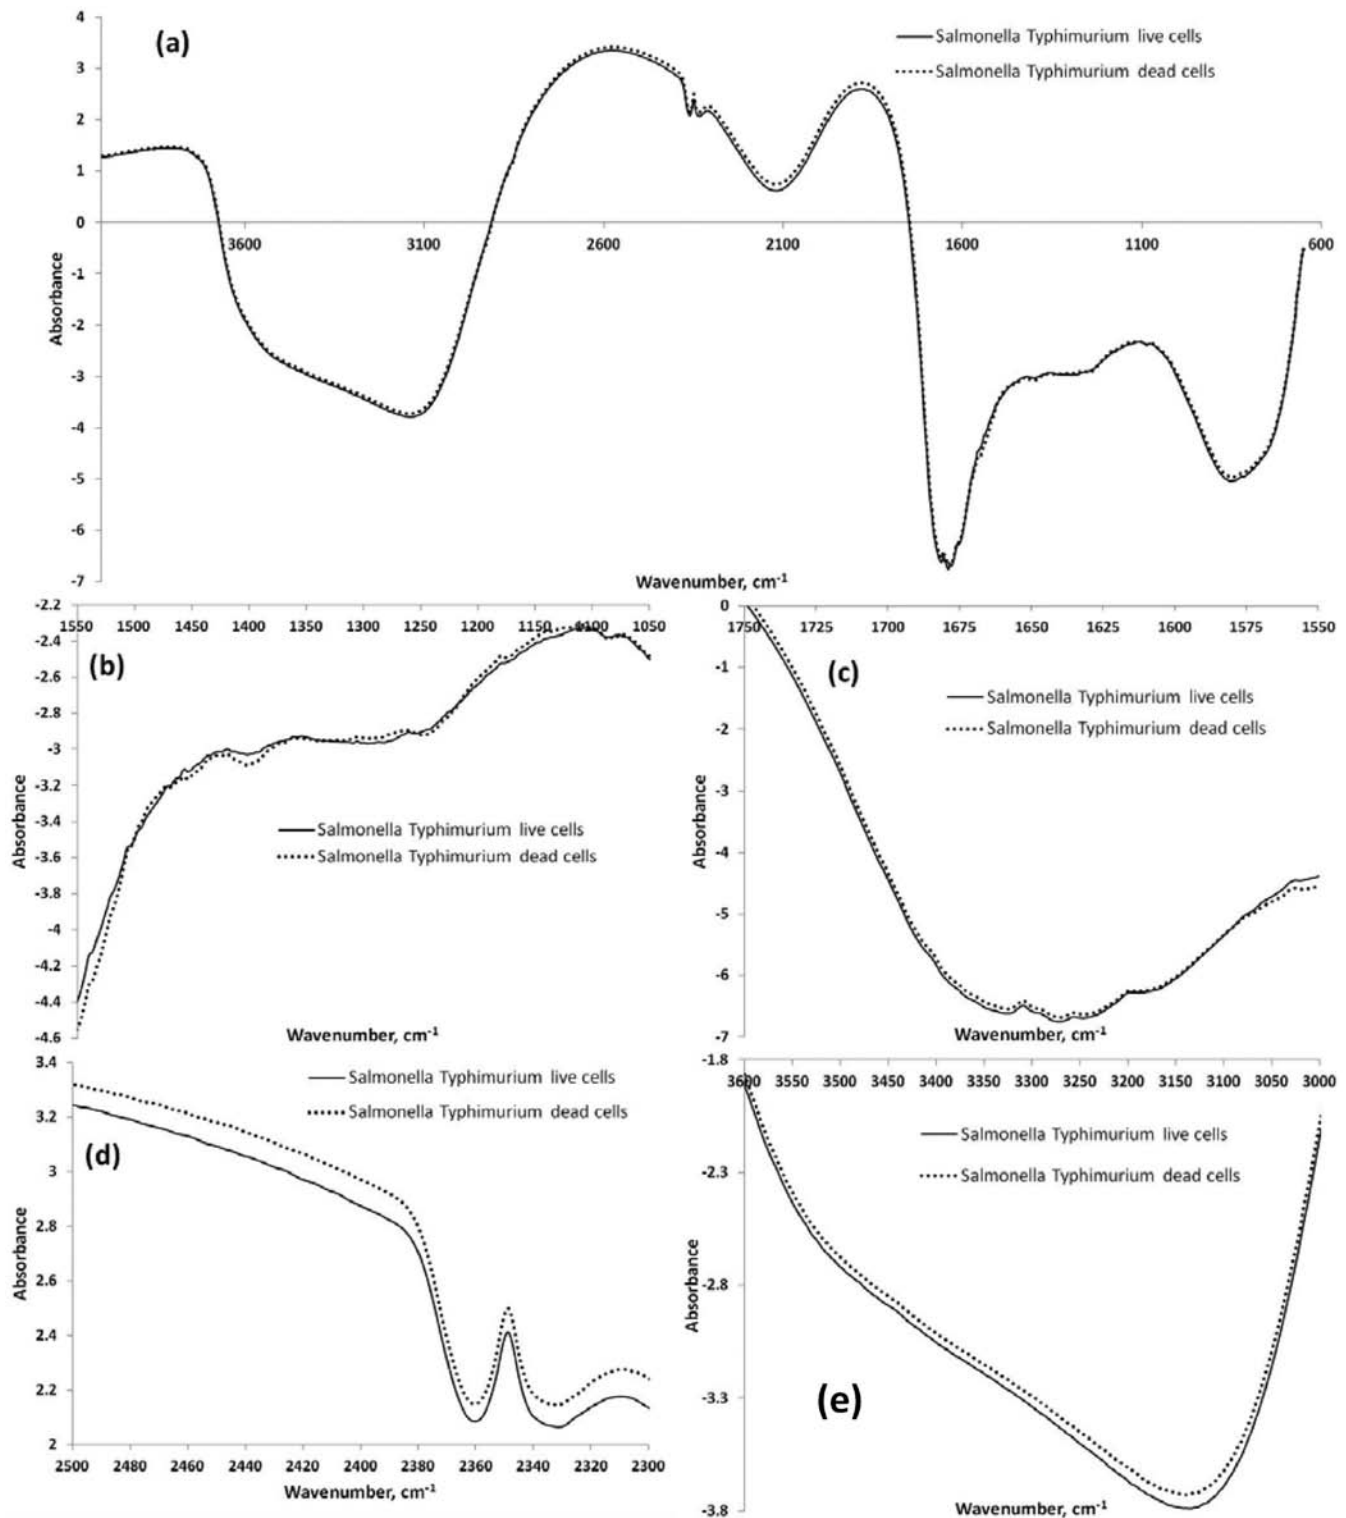 (a)
Salmonella Typhimurium live cells
Salmonella Typhimurium dead cells
4
3
2
1
0
-1
-2
-3
-4
-5
-6
-7
3600 3100 2600 2100 1600 1100 600
Absorbance
Wavenumber, cm-1
(b)
-2.2
-2.4
-2.6
-2.8
-3
-3.2
-3.4
-3.6
-3.8
-4
-4.2
-4.4
-4.6
1550 1500 1450 1400 1350 1300 1250 1200 1150 1100 1050
Salmonella Typhimurium live cells
Salmonella Typhimurium dead cells
Absorbance
Wavenumber, cm-1
(c)
0
-1
-2
-3
-4
-5
-6
-7
1750 1725 1700 1675 1650 1625 1600 1575 1550
Salmonella Typhimurium live cells
Salmonella Typhimurium dead cells
Absorbance
Wavenumber, cm-1
(d)
3.4
3.2
3
2.8
2.6
2.4
2.2
2
2500 2480 2460 2440 2420 2400 2380 2360 2340 2320 2300
Salmonella Typhimurium live cells
Salmonella Typhimurium dead cells
Absorbance
Wavenumber, cm-1
(e)
-1.8
-2.3
-2.8
-3.3
-3.8
3600 3550 3500 3450 3400 3350 3300 3250 3200 3150 3100 3050 3000
Salmonella Typhimurium live cells
Salmonella Typhimurium dead cells
Absorbance
Wavenumber, cm-1